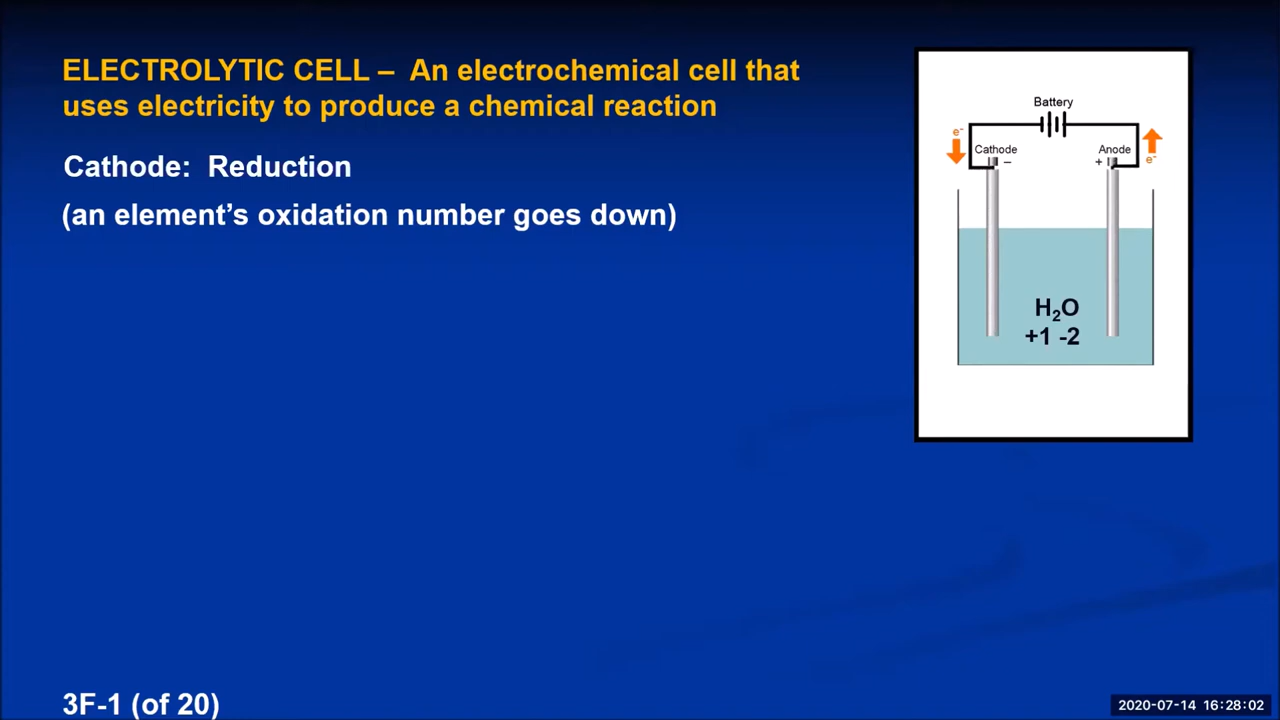 ELECTROLYTIC CELL – An electrochemical cell that
uses electricity to produce a chemical reaction
Cathode: Reduction
(an element’s oxidation number goes down)
Battery
e⁻
Cathode
–
Anode
+
e⁻
H₂O
+1 -2
3F-1 (of 20)
2020-07-14 16:28:02